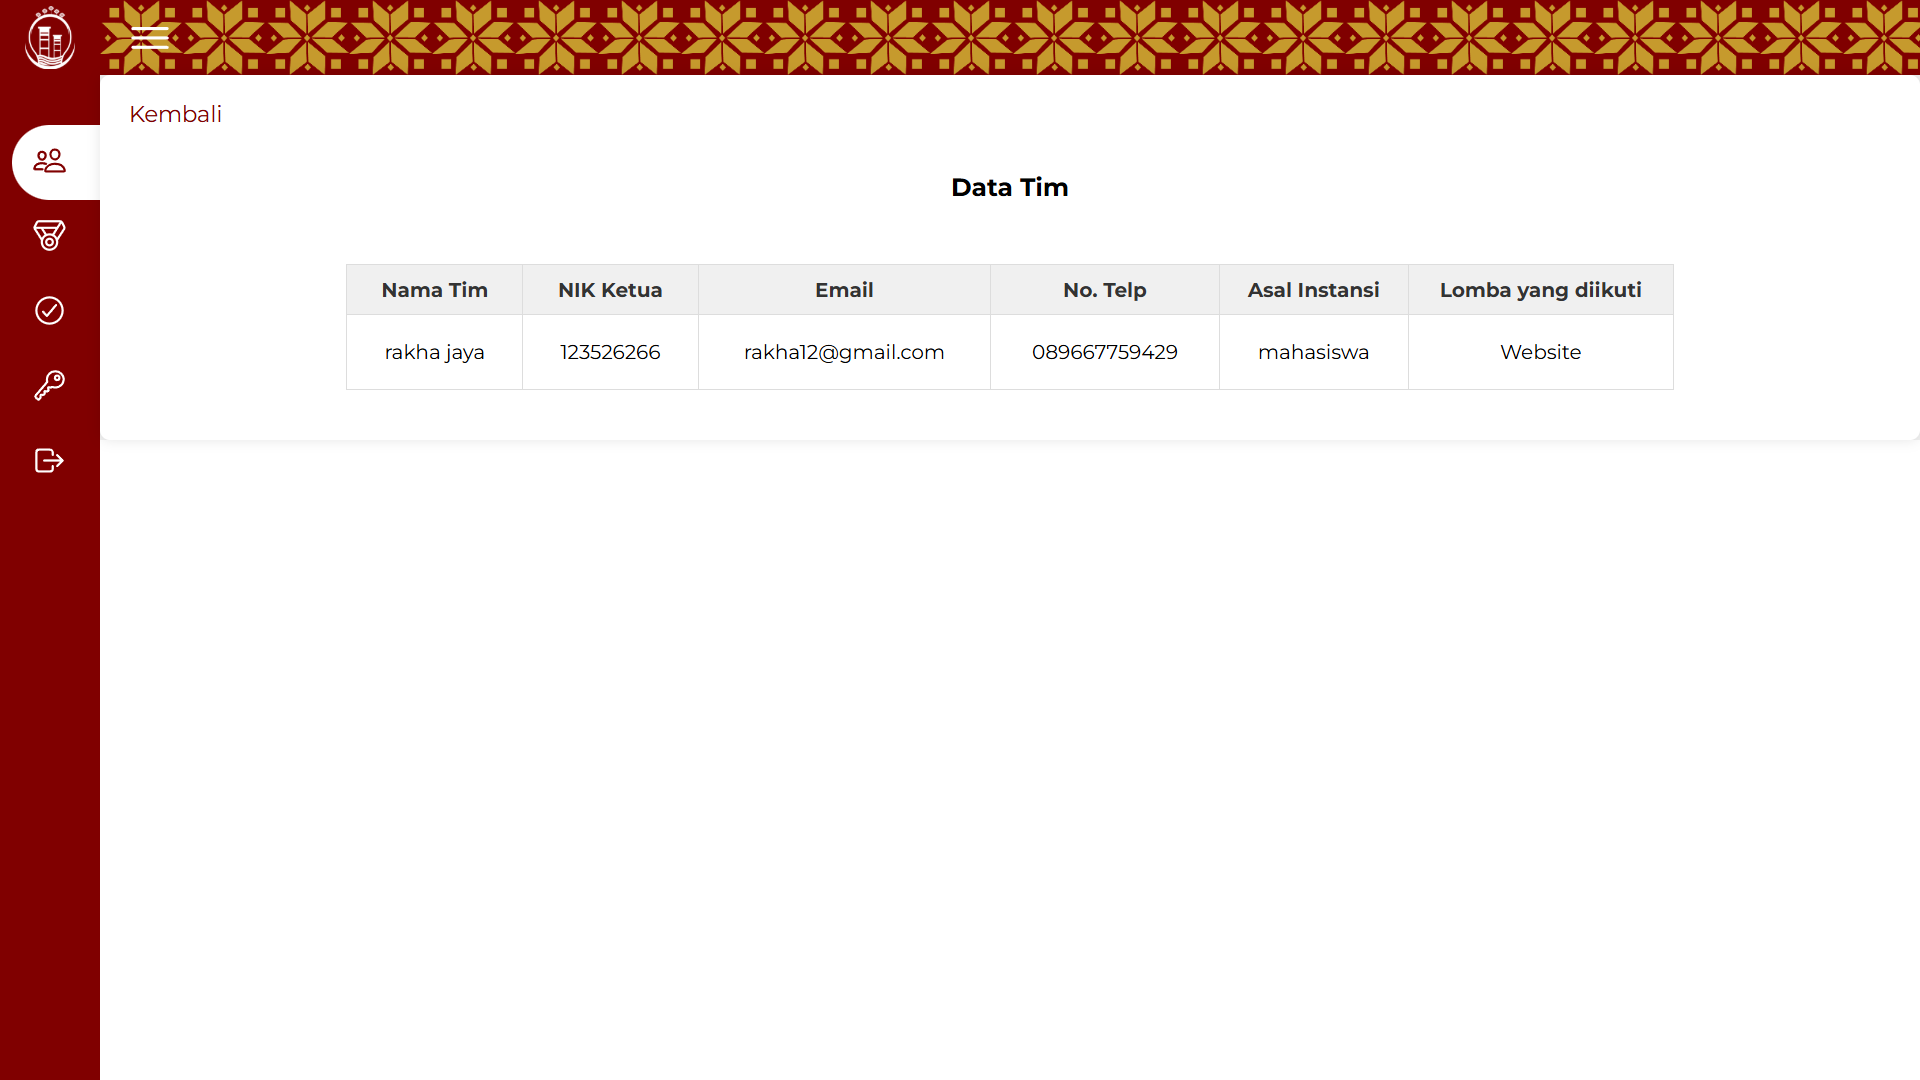 Kembali
Data Tim
Nama Tim NIK Ketua Email No. Telp Asal Instansi Lomba yang diikuti
rakha jaya 123526266 rakha12@gmail.com 089667759429 mahasiswa Website